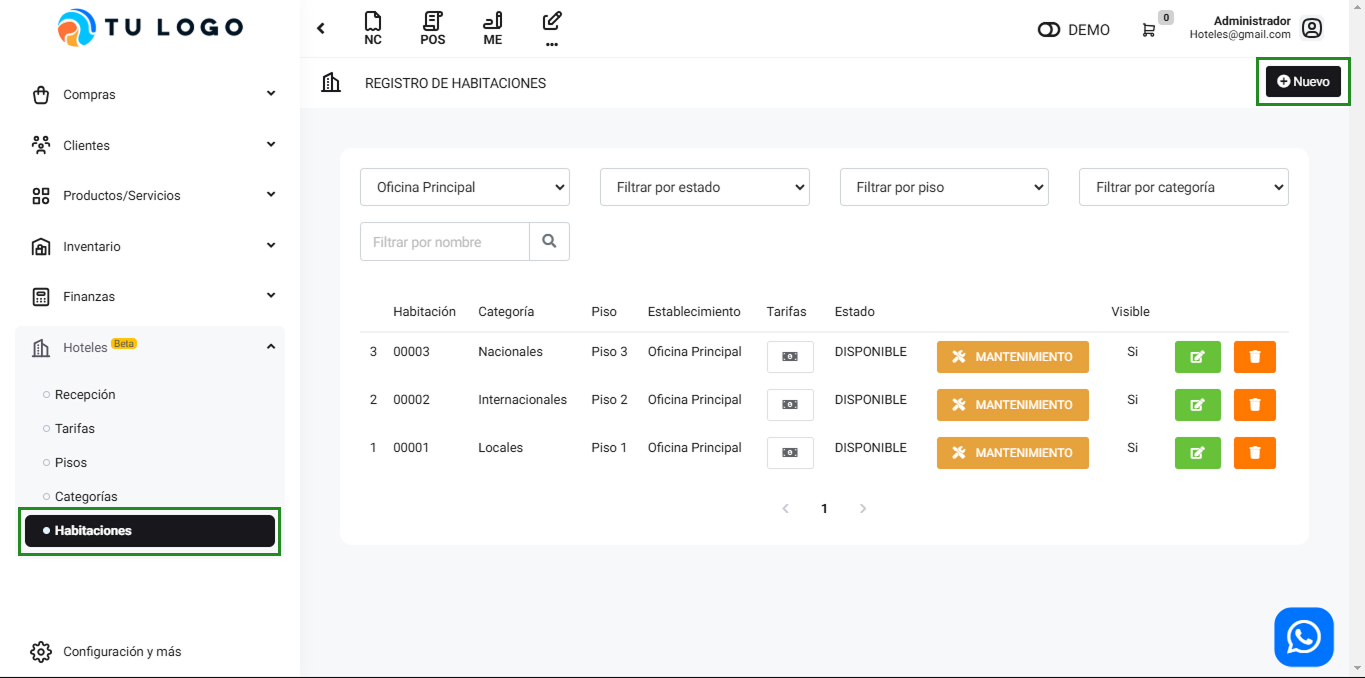 TU LOGO
NC
POS
ME
...
DEMO
0
Administrador
Hoteles@gmail.com
REGISTRO DE HABITACIONES
Nuevo
Compras
Clientes
Productos/Servicios
Inventario
Finanzas
Hoteles Beta
Recepción
Tarifas
Pisos
Categorías
Habitaciones
Configuración y más
Oficina Principal Filtrar por estado Filtrar por piso Filtrar por categoría
Filtrar por nombre
Habitación Categoría Piso Establecimiento Tarifas Estado Visible
3 00003 Nacionales Piso 3 Oficina Principal DISPONIBLE MANTENIMIENTO Si
2 00002 Internacionales Piso 2 Oficina Principal DISPONIBLE MANTENIMIENTO Si
1 00001 Locales Piso 1 Oficina Principal DISPONIBLE MANTENIMIENTO Si
1